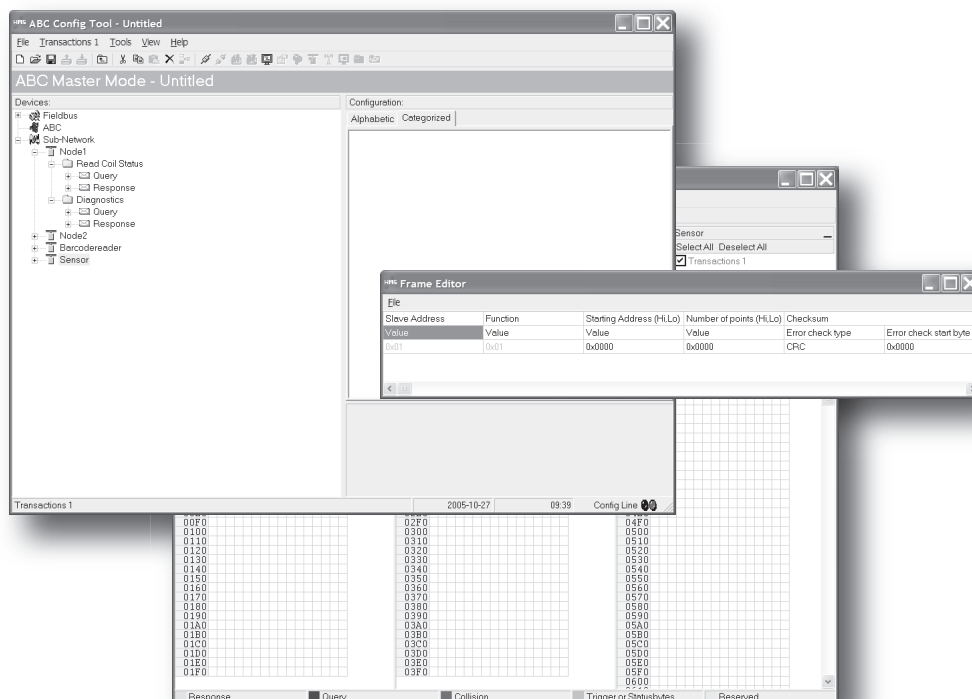 HMS ABC Config Tool - Untitled
File Transactions 1 Tools View Help
ABC Master Mode - Untitled
Devices:
Fieldbus
ABC
Sub-Network
Node1
Read Coil Status
Query
Response
Diagnostics
Query
Response
Node2
Barcodereader
Sensor
Configuration:
Alphabetic Categorized
Sensor
Select All Deselect All
Transactions 1
HMS Frame Editor
File
Slave Address Function Starting Address (Hi,Lo) Number of points (Hi,Lo) Checksum
Value Value Value Value Error check type Error check start byte
0x01 0x01 0x0000 0x0000 CRC 0x0000
Transactions 1 2005-10-27 09:39 Config Line
00F0 02F0 04F0
0100 0300 0500
0110 0310 0510
0120 0320 0520
0130 0330 0530
0140 0340 0540
0150 0350 0550
0160 0360 0560
0170 0370 0570
0180 0380 0580
0190 0390 0590
01A0 03A0 05A0
01B0 03B0 05B0
01C0 03C0 05C0
01D0 03D0 05D0
01E0 03E0 05E0
01F0 03F0 05F0
0600
Response Query Collision Trigger or Statusbytes Reserved